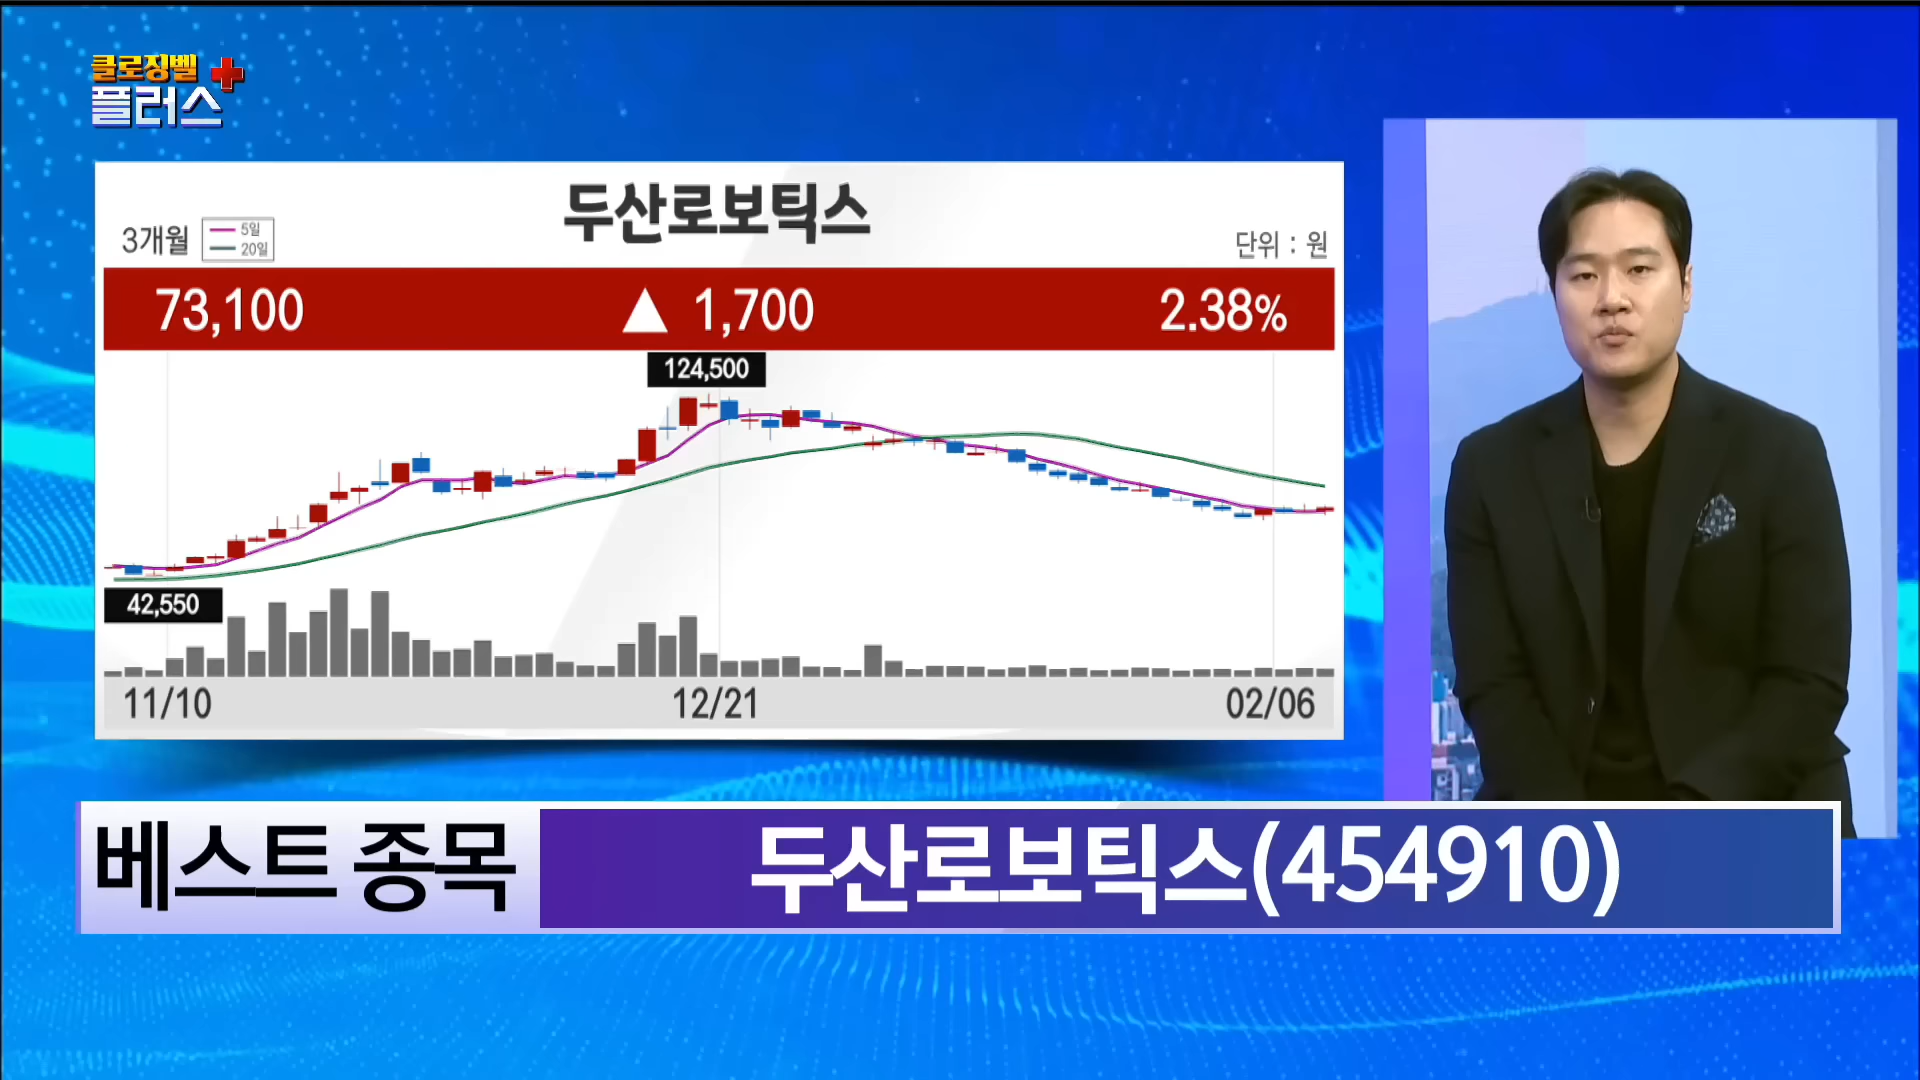 클로징벨
플러스
두산로보틱스
3개월
5일
20일
단위 : 원
73,100 ▲ 1,700 2.38%
124,500
42,550
11/10 12/21 02/06
베스트 종목 두산로보틱스(454910)